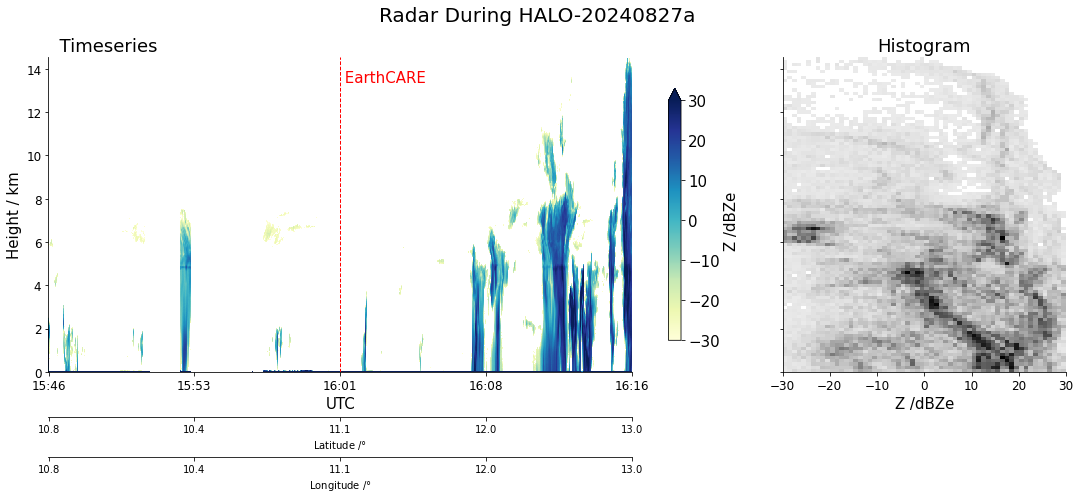 Radar During HALO-20240827a
Timeseries
Histogram
EarthCARE
Height / km
14
12
10
8
6
4
2
0
15:46 15:53 16:01 16:08 16:16
UTC
10.8 10.4 11.1 12.0 13.0
Latitude /°
10.8 10.4 11.1 12.0 13.0
Longitude /°
30
20
10
0
−10
−20
−30
Z /dBZe
−30 −20 −10 0 10 20 30
Z /dBZe